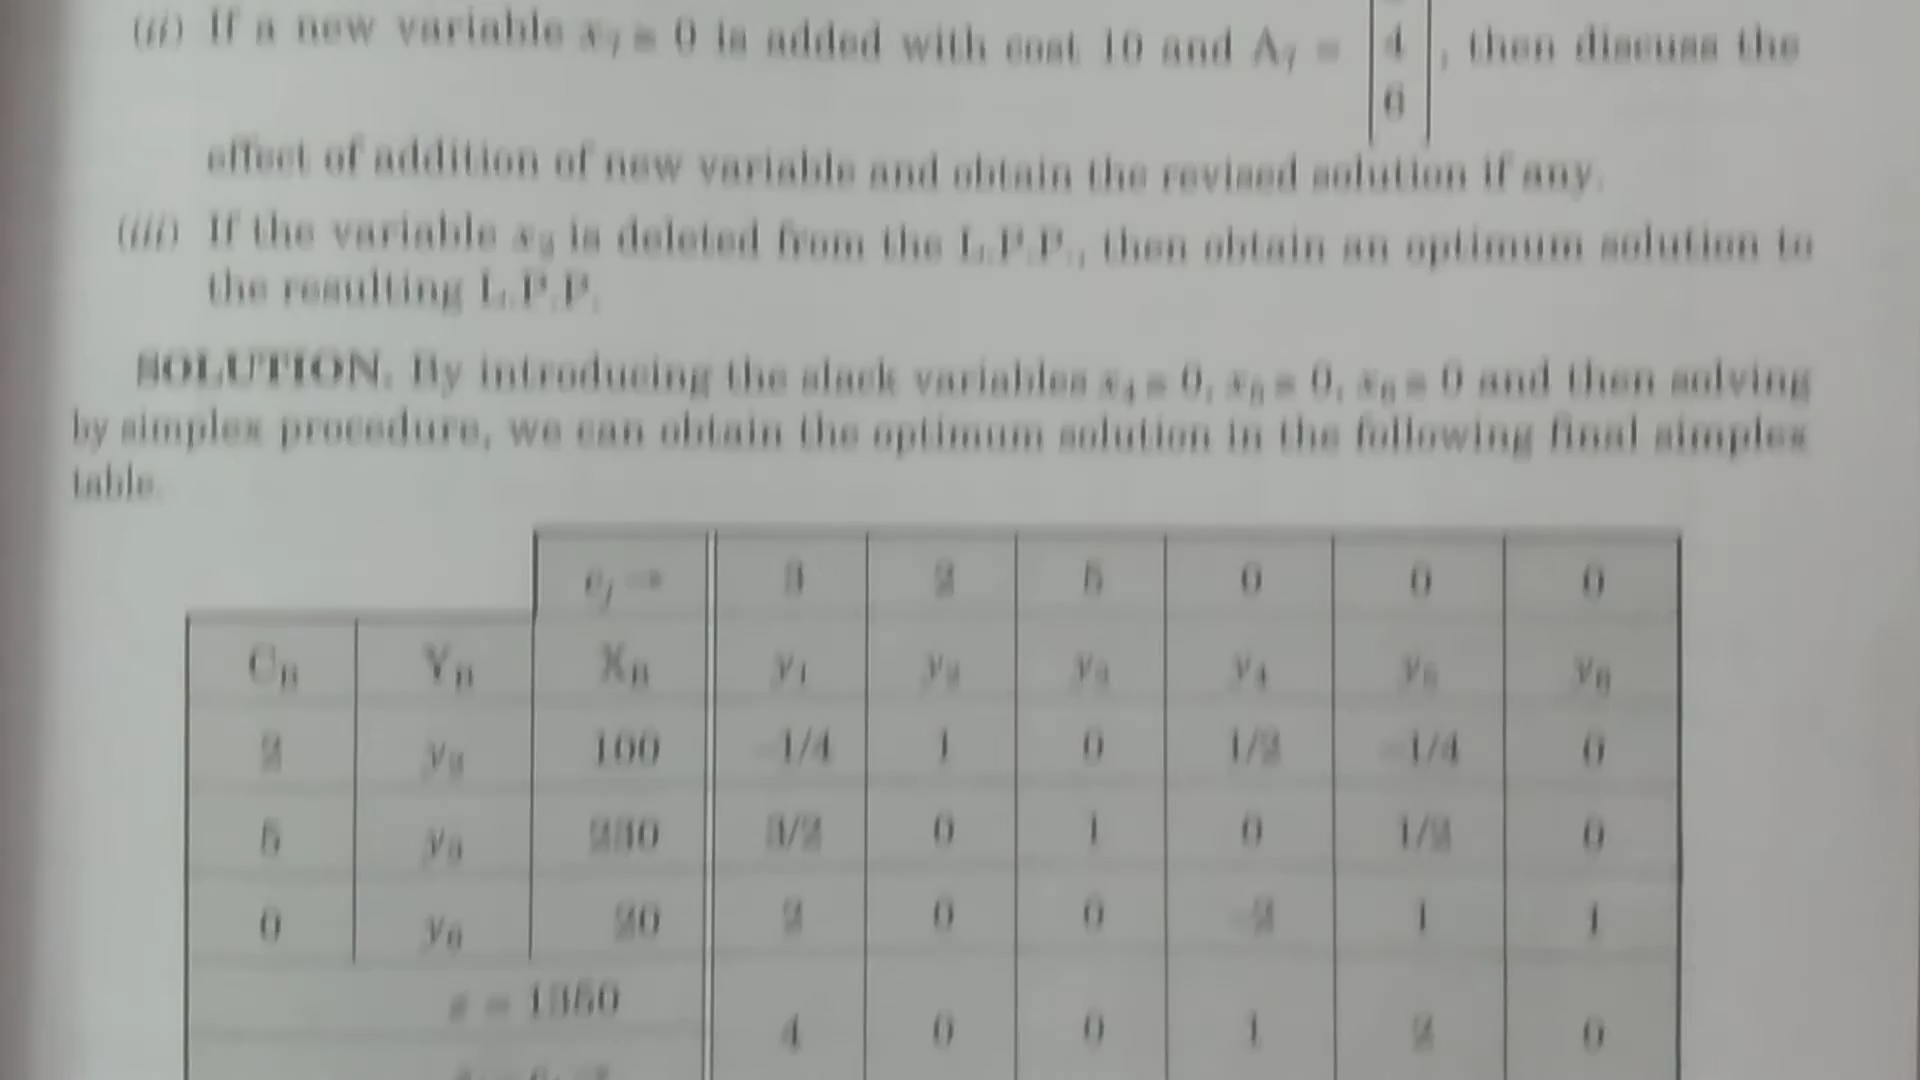 (ii) If a new variable x₇ ≥ 0 is added with cost 10 and A₇ = 4 , then discuss the
6
effect of addition of new variable and obtain the revised solution if any.
(iii) If the variable x₃ is deleted from the L.P.P., then obtain an optimum solution to
the resulting L.P.P.
SOLUTION. By introducing the slack variables x₄ ≥ 0, x₅ ≥ 0, x₆ ≥ 0 and then solving
by simplex procedure, we can obtain the optimum solution in the following final simplex
table.
cⱼ → 3 2 5 0 0 0
C_B Y_B X_B y₁ y₂ y₃ y₄ y₅ y₆
2 y₂ 100 -1/4 1 0 1/2 -1/4 0
5 y₃ 230 3/2 0 1 0 1/2 0
0 y₆ 20 2 0 0 -2 1 1
z = 1350
4 0 0 1 2 0